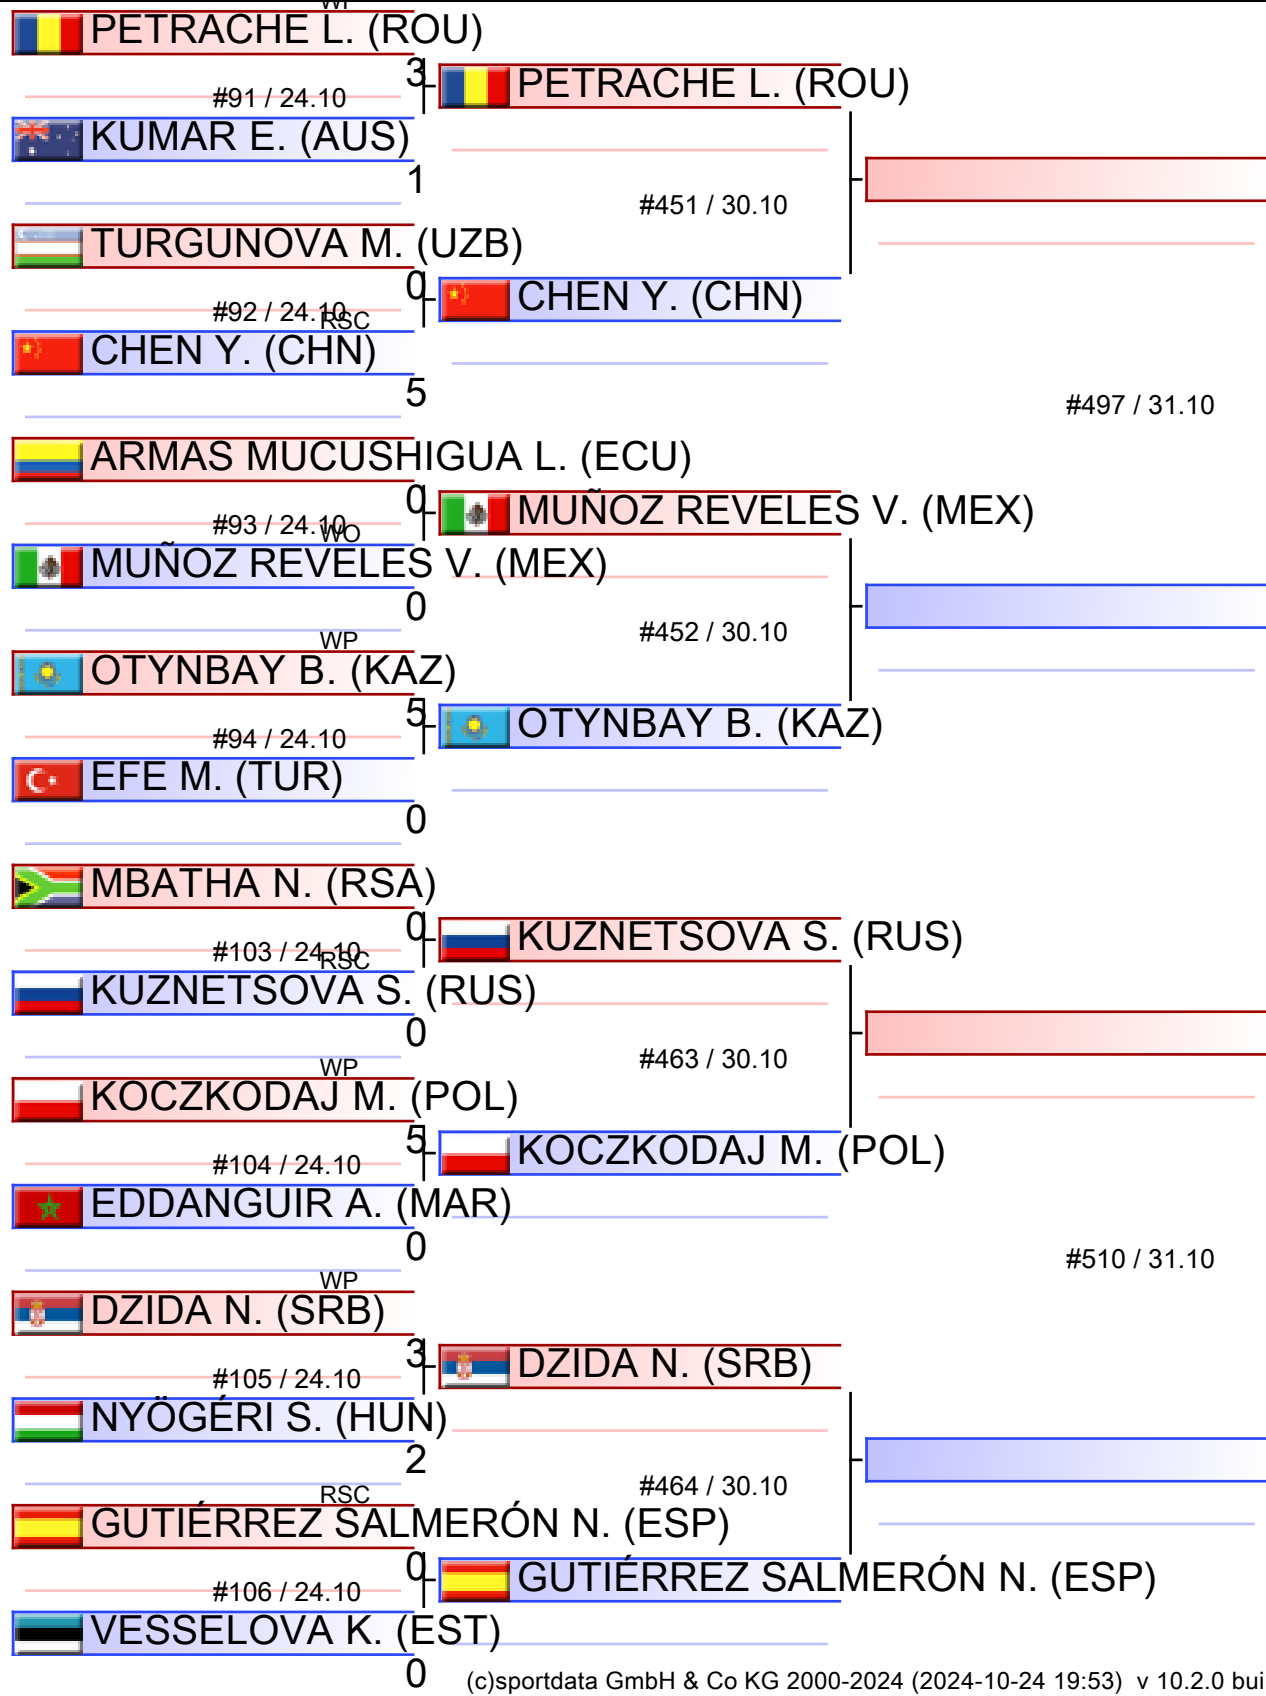 WP
PETRACHE L. (ROU)
3
PETRACHE L. (ROU)
#91 / 24.10
KUMAR E. (AUS)
1
#451 / 30.10
TURGUNOVA M. (UZB)
0
CHEN Y. (CHN)
#92 / 24.10
RSC
CHEN Y. (CHN)
5
#497 / 31.10
ARMAS MUCUSHIGUA L. (ECU)
0
MUÑOZ REVELES V. (MEX)
#93 / 24.10
WO
MUÑOZ REVELES V. (MEX)
0
#452 / 30.10
WP
OTYNBAY B. (KAZ)
5
OTYNBAY B. (KAZ)
#94 / 24.10
EFE M. (TUR)
0
MBATHA N. (RSA)
0
KUZNETSOVA S. (RUS)
#103 / 24.10
RSC
KUZNETSOVA S. (RUS)
0
#463 / 30.10
WP
KOCZKODAJ M. (POL)
5
KOCZKODAJ M. (POL)
#104 / 24.10
EDDANGUIR A. (MAR)
0
#510 / 31.10
WP
DZIDA N. (SRB)
3
DZIDA N. (SRB)
#105 / 24.10
NYÖGÉRI S. (HUN)
2
#464 / 30.10
RSC
GUTIÉRREZ SALMERÓN N. (ESP)
0
GUTIÉRREZ SALMERÓN N. (ESP)
#106 / 24.10
VESSELOVA K. (EST)
0
(c)sportdata GmbH & Co KG 2000-2024 (2024-10-24 19:53) v 10.2.0 bui